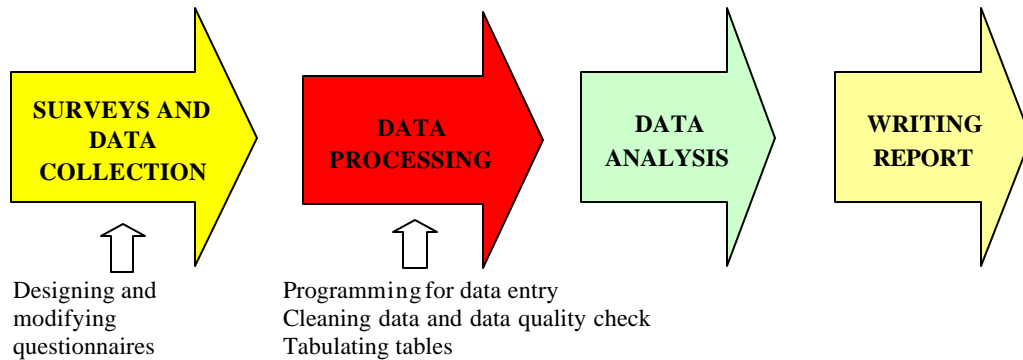 SURVEYS AND
DATA
COLLECTION
DATA
PROCESSING
DATA
ANALYSIS
WRITING
REPORT
Designing and
modifying
questionnaires
Programming for data entry
Cleaning data and data quality check
Tabulating tables